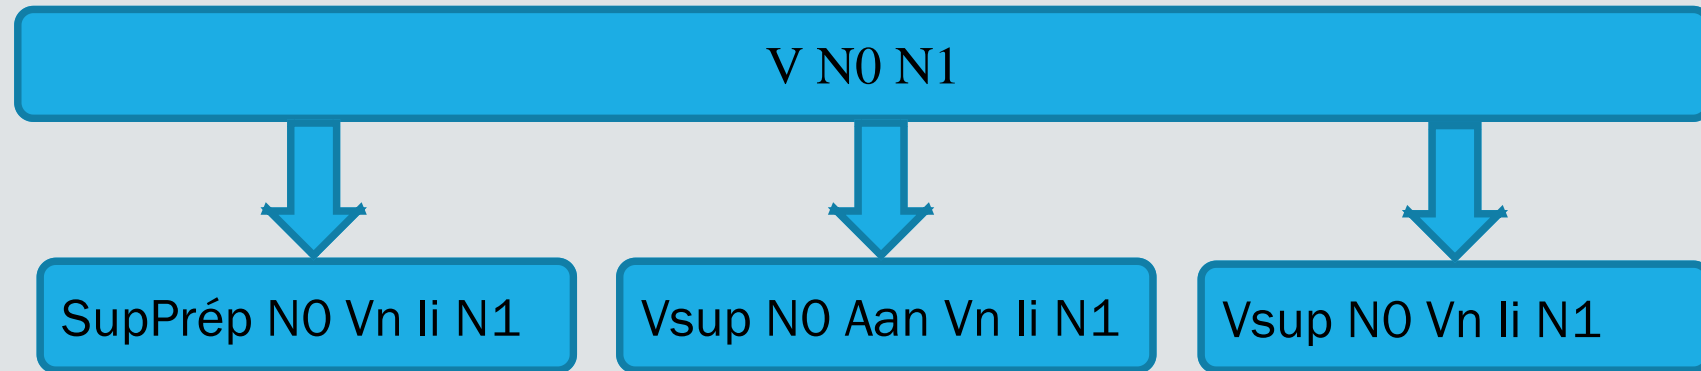 V N0 N1
SupPrép N0 Vn li N1
Vsup N0 Aan Vn li N1
Vsup N0 Vn li N1